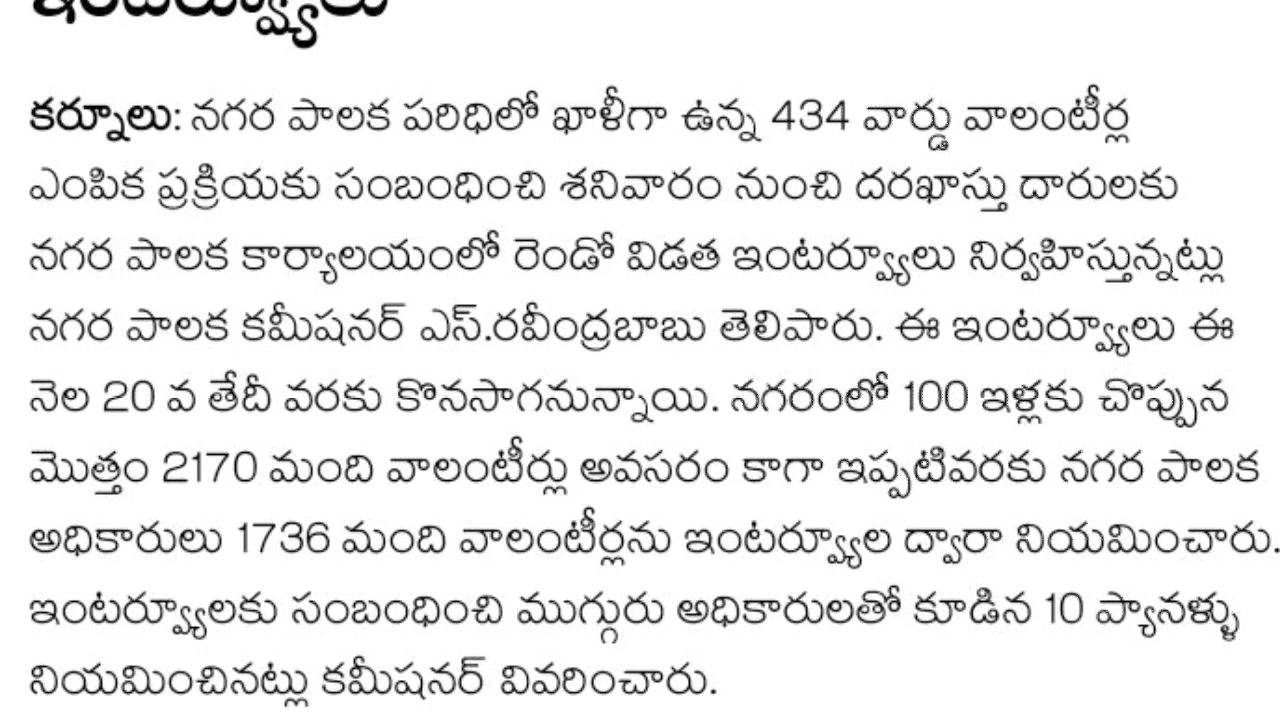 ఇంటర్వ్యూలు
కర్నూలు: నగర పాలక పరిధిలో ఖాళీగా ఉన్న 434 వార్డు వాలంటీర్ల
ఎంపిక ప్రక్రియకు సంబంధించి శనివారం నుంచి దరఖాస్తు దారులకు
నగర పాలక కార్యాలయంలో రెండో విడత ఇంటర్వ్యూలు నిర్వహిస్తున్నట్లు
నగర పాలక కమీషనర్ ఎస్.రవీంద్రబాబు తెలిపారు. ఈ ఇంటర్వ్యూలు ఈ
నెల 20 వ తేదీ వరకు కొనసాగనున్నాయి. నగరంలో 100 ఇళ్లకు చొప్పున
మొత్తం 2170 మంది వాలంటీర్లు అవసరం కాగా ఇప్పటివరకు నగర పాలక
అధికారులు 1736 మంది వాలంటీర్లను ఇంటర్వ్యూల ద్వారా నియమించారు.
ఇంటర్వ్యూలకు సంబంధించి ముగ్గురు అధికారులతో కూడిన 10 ప్యానళ్ళు
నియమించినట్లు కమీషనర్ వివరించారు.